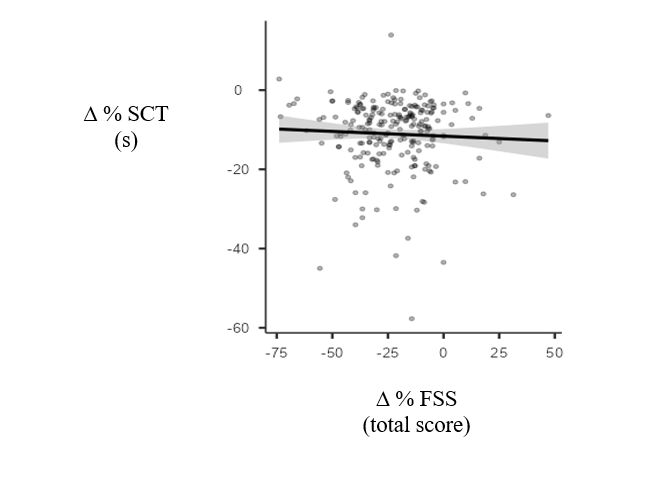 Δ % SCT
(s)
0
-20
-40
-60
-75 -50 -25 0 25 50
Δ % FSS
(total score)